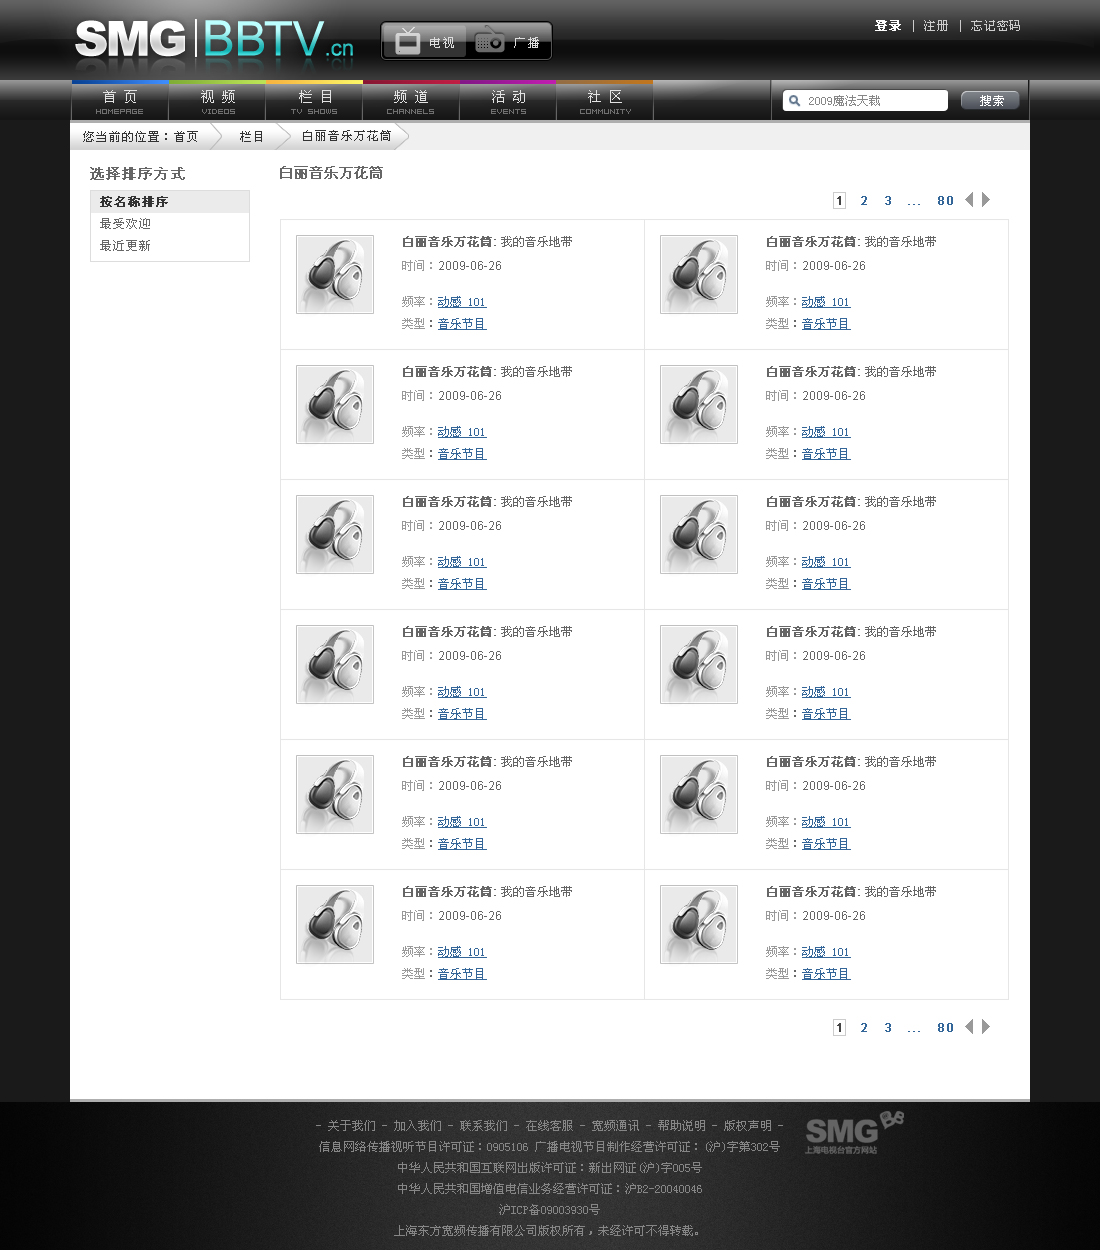 SMG|BBTV.cn 电视 广播 登录 | 注册 | 忘记密码
首页 视频 栏目 频道 活动 社区
HOMEPAGE VIDEOS TV SHOWS CHANNELS EVENTS COMMUNITY
2009魔法天裁 搜索
您当前的位置：首页 栏目 白丽音乐万花筒
选择排序方式
按名称排序
最受欢迎
最近更新
白丽音乐万花筒
1 2 3 ... 80
白丽音乐万花筒: 我的音乐地带
时间：2009-06-26
频率：动感 101
类型：音乐节目
白丽音乐万花筒: 我的音乐地带
时间：2009-06-26
频率：动感 101
类型：音乐节目
白丽音乐万花筒: 我的音乐地带
时间：2009-06-26
频率：动感 101
类型：音乐节目
白丽音乐万花筒: 我的音乐地带
时间：2009-06-26
频率：动感 101
类型：音乐节目
白丽音乐万花筒: 我的音乐地带
时间：2009-06-26
频率：动感 101
类型：音乐节目
白丽音乐万花筒: 我的音乐地带
时间：2009-06-26
频率：动感 101
类型：音乐节目
白丽音乐万花筒: 我的音乐地带
时间：2009-06-26
频率：动感 101
类型：音乐节目
白丽音乐万花筒: 我的音乐地带
时间：2009-06-26
频率：动感 101
类型：音乐节目
白丽音乐万花筒: 我的音乐地带
时间：2009-06-26
频率：动感 101
类型：音乐节目
白丽音乐万花筒: 我的音乐地带
时间：2009-06-26
频率：动感 101
类型：音乐节目
白丽音乐万花筒: 我的音乐地带
时间：2009-06-26
频率：动感 101
类型：音乐节目
白丽音乐万花筒: 我的音乐地带
时间：2009-06-26
频率：动感 101
类型：音乐节目
1 2 3 ... 80
- 关于我们 - 加入我们 - 联系我们 - 在线客服 - 宽频通讯 - 帮助说明 - 版权声明 -
信息网络传播视听节目许可证：0905106 广播电视节目制作经营许可证：(沪)字第302号
中华人民共和国互联网出版许可证：新出网证(沪)字005号
中华人民共和国增值电信业务经营许可证：沪B2-20040046
沪ICP备09003930号
上海东方宽频传播有限公司版权所有，未经许可不得转载。
SMG BBS
上海电视台官方网站